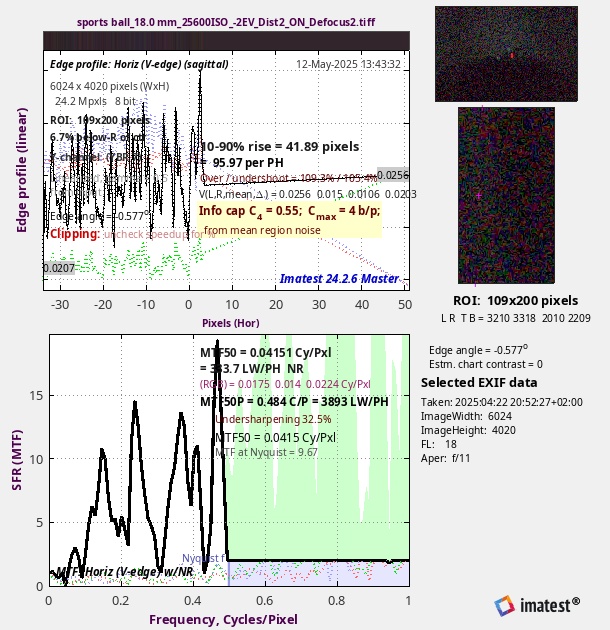 sports ball_18.0 mm_25600ISO_-2EV_Dist2_ON_Defocus2.tiff
Edge profile: Horiz (V-edge) (sagittal)
12-May-2025 13:43:32
6024 x 4020 pixels (WxH)
24.2 Mpxls 8 bit
ROI: 109x200 pixels
10-90% rise = 41.89 pixels
= 95.97 per PH
Over / undershoot = 109.3% / 105.4%
V(L,R,mean,Δ) = 0.0256 0.015 0.0106 0.0203
0.0256
Info cap C4 = 0.55; Cmax = 4 b/p;
from mean region noise
Edge angle = -0.577°
Clipping: uncheck speedup for %
0.0207
Imatest 24.2.6 Master
Edge profile (linear)
-30 -20 -10 0 10 20 30 40 50
Pixels (Hor)
ROI: 109x200 pixels
L R T B = 3210 3318 2010 2209
Edge angle = -0.577°
Estm. chart contrast = 0
Selected EXIF data
Taken: 2025:04:22 20:52:27+02:00
ImageWidth: 6024
ImageHeight: 4020
FL: 18
Aper: f/11
MTF50 = 0.04151 Cy/Pxl
LW/PH NR
(RGB) = 0.0175 0.014 0.0224 Cy/Pxl
MTF50P = 0.484 C/P = 3893 LW/PH
Undersharpening 32.5%
MTF50 = 0.0415 Cy/Pxl
MTF at Nyquist = 9.67
Nyquist f
MTF: Horiz (V-edge) w/NR
SFR (MTF)
15
10
5
0
0 0.2 0.4 0.6 0.8 1
Frequency, Cycles/Pixel
imatest®